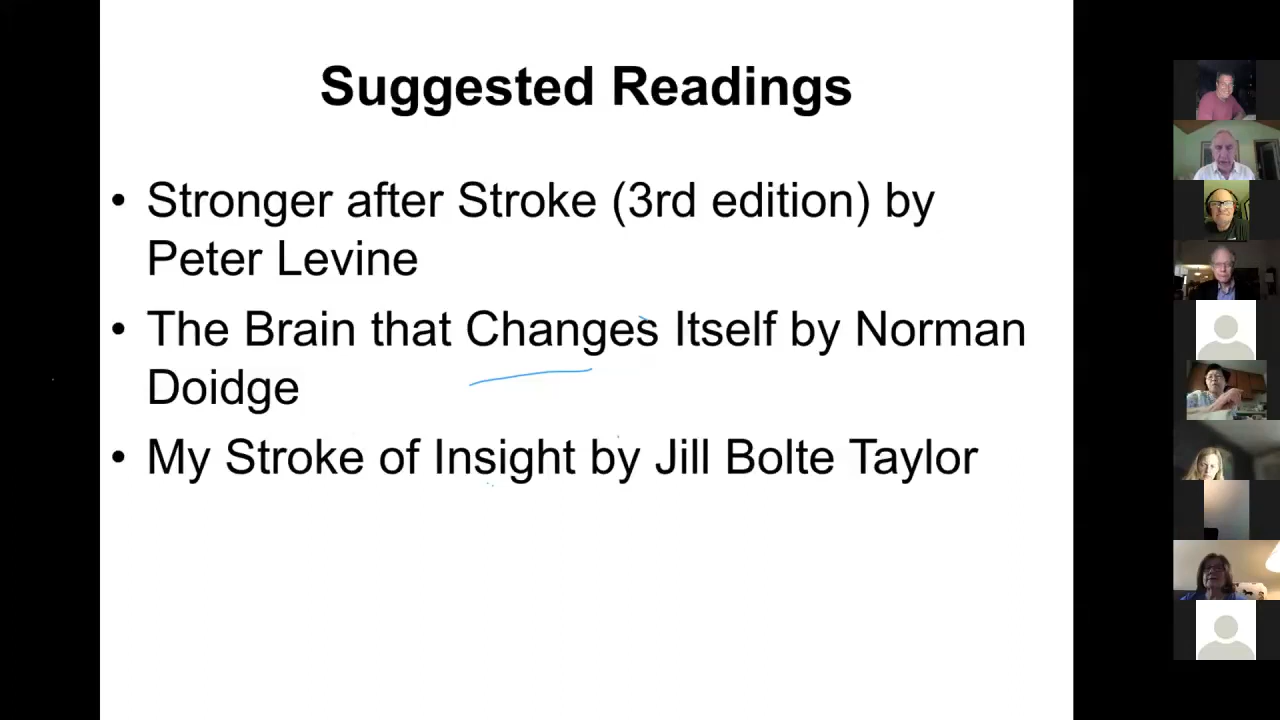 Suggested Readings
• Stronger after Stroke (3rd edition) by
Peter Levine
• The Brain that Changes Itself by Norman
Doidge
• My Stroke of Insight by Jill Bolte Taylor